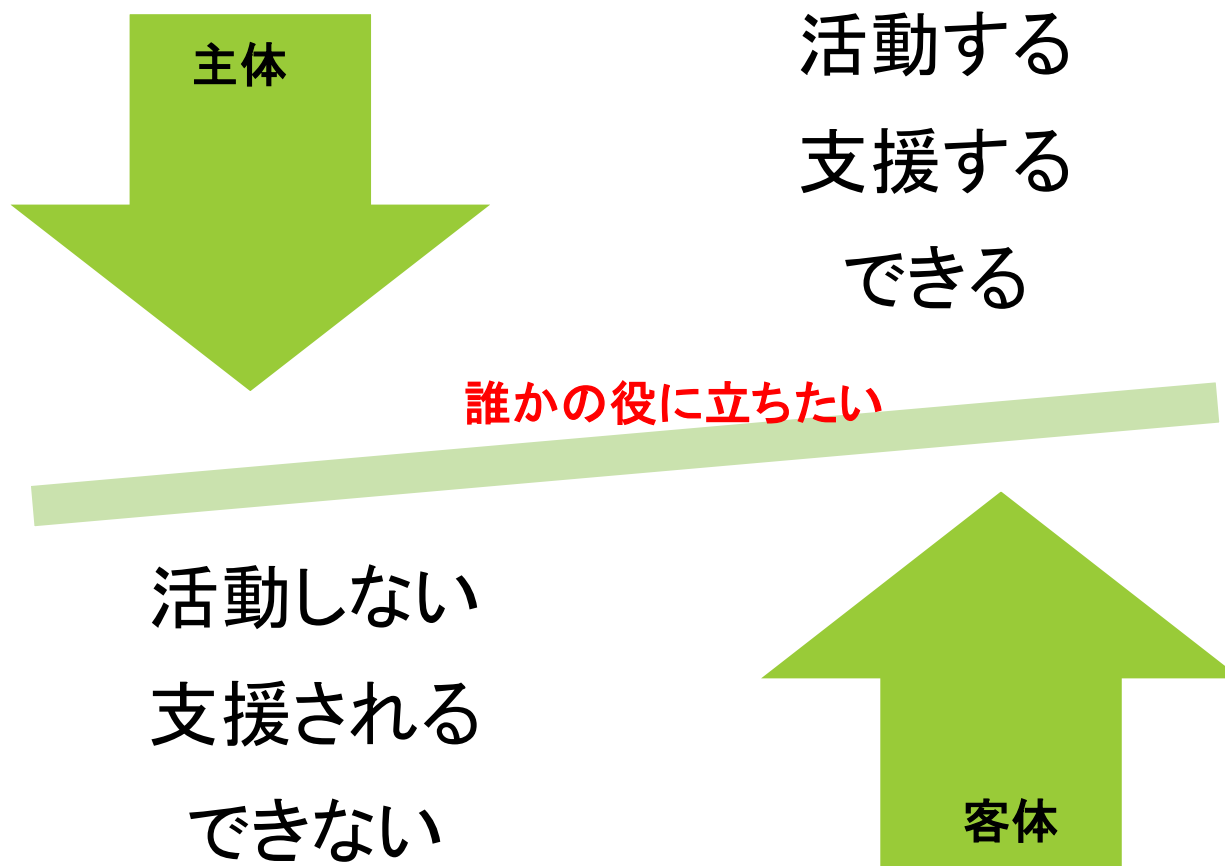 主体
活動する
支援する
できる
誰かの役に立ちたい
活動しない
支援される
できない
客体